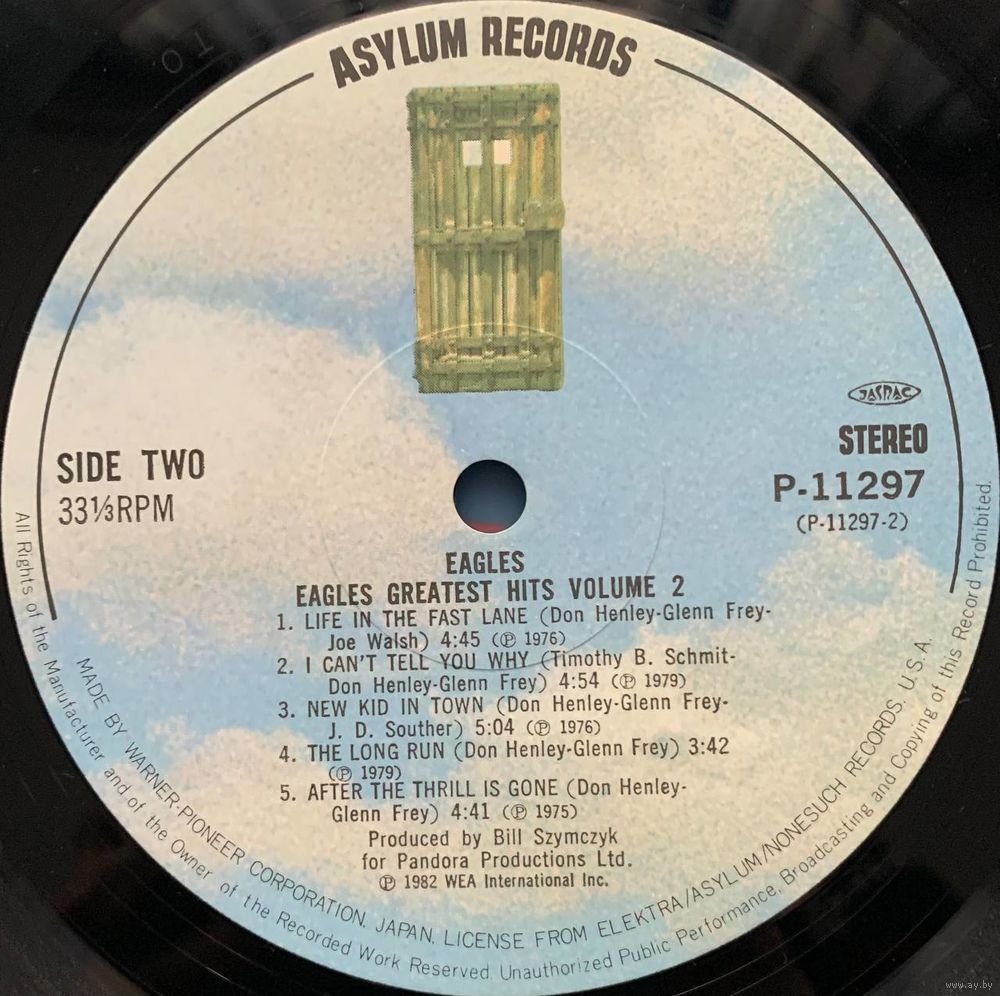 ASYLUM RECORDS
JASRAC
STEREO
P-11297
(P-11297-2)
SIDE TWO
33⅓RPM
EAGLES
EAGLES GREATEST HITS VOLUME 2
1. LIFE IN THE FAST LANE (Don Henley-Glenn Frey-
Joe Walsh) 4:45 (Ⓟ 1976)
2. I CAN'T TELL YOU WHY (Timothy B. Schmit-
Don Henley-Glenn Frey) 4:54 (Ⓟ 1979)
3. NEW KID IN TOWN (Don Henley-Glenn Frey-
J. D. Souther) 5:04 (Ⓟ 1976)
4. THE LONG RUN (Don Henley-Glenn Frey) 3:42
(Ⓟ 1979)
5. AFTER THE THRILL IS GONE (Don Henley-
Glenn Frey) 4:41 (Ⓟ 1975)
Produced by Bill Szymczyk
for Pandora Productions Ltd.
Ⓟ 1982 WEA International Inc.
MADE BY WARNER-PIONEER CORPORATION, JAPAN. LICENSE FROM ELEKTRA/ASYLUM/NONESUCH RECORDS. U.S.A.
All Rights of the Manufacturer and of the Owner of the Recorded Work Reserved. Unauthorized Public Performance, Broadcasting and Copying of this Record Prohibited.
www.ay.by